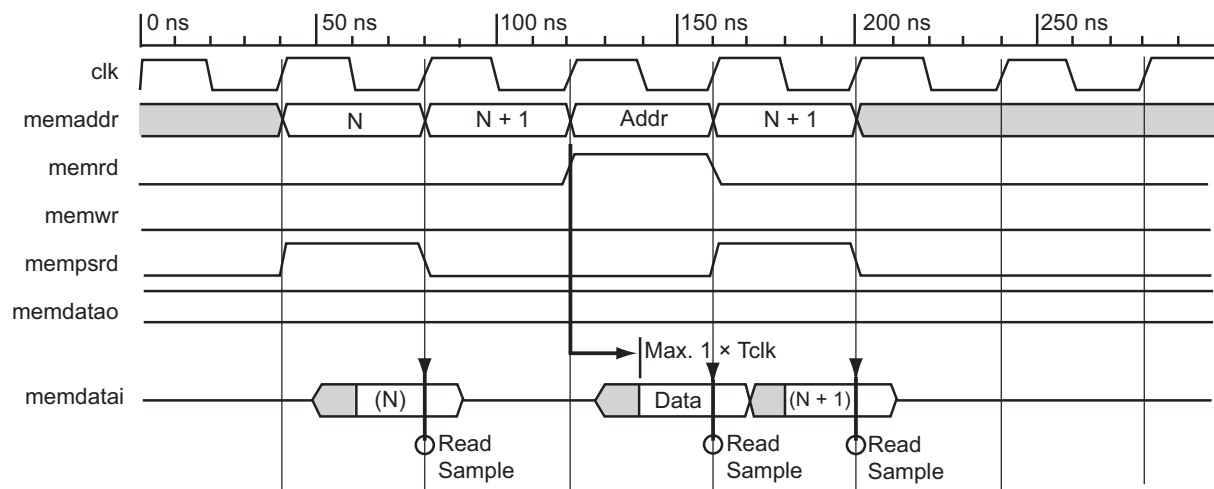 0 ns 50 ns 100 ns 150 ns 200 ns 250 ns
clk
memaddr N N + 1 Addr N + 1
memrd
memwr
mempsrd
memdatao
Max. 1 × Tclk
memdatai (N) Data (N + 1)
Read Read Read
Sample Sample Sample